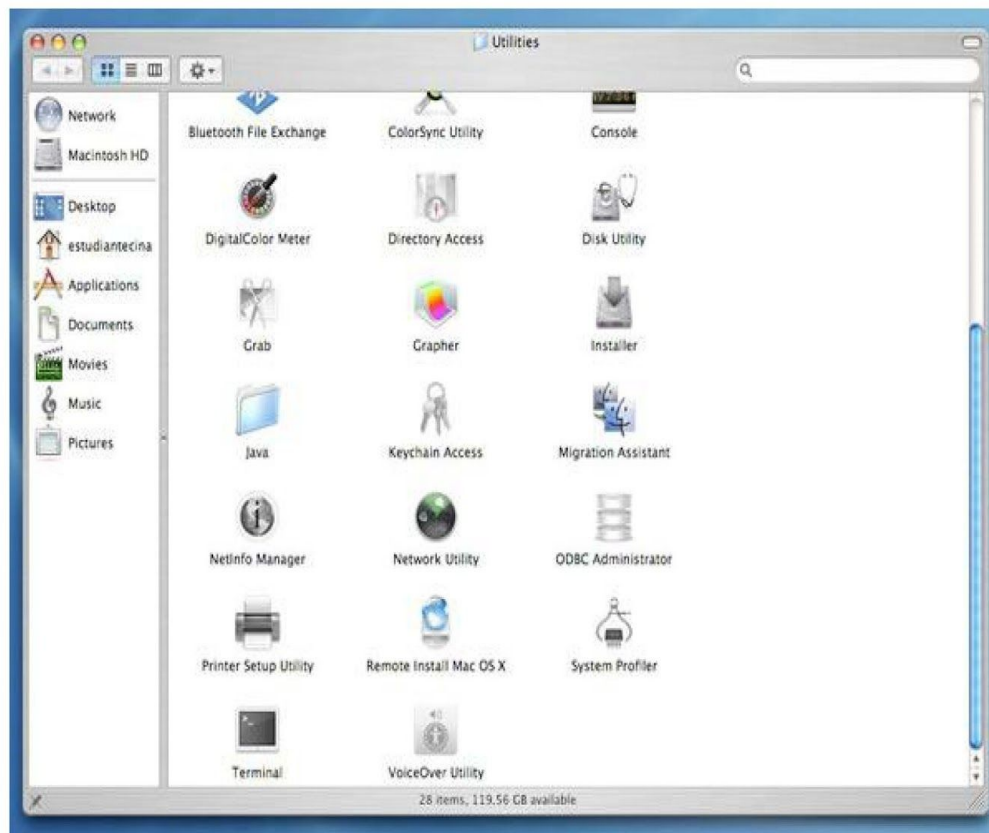 Utilities
Network
Macintosh HD
Desktop
estudiantecina
Applications
Documents
Movies
Music
Pictures
Bluetooth File Exchange
ColorSync Utility
Console
DigitalColor Meter
Directory Access
Disk Utility
Grab
Grapher
Installer
Java
Keychain Access
Migration Assistant
NetInfo Manager
Network Utility
ODBC Administrator
Printer Setup Utility
Remote Install Mac OS X
System Profiler
Terminal
VoiceOver Utility
28 items, 119.56 GB available